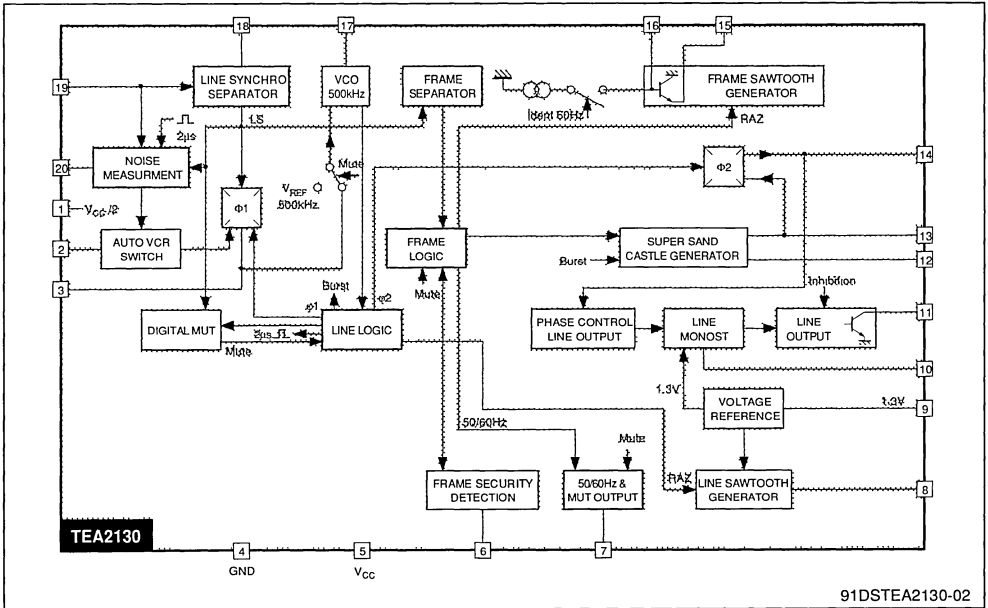 18
17
16
15
19
LINE SYNCHRO
SEPARATOR
VCO
500kHz
FRAME
SEPARATOR
FRAME SAWTOOTH
GENERATOR
Ident 60Hz
RAZ
2µs
20
NOISE
MEASURMENT
Mute
VREF
500kHz
Φ1
Φ2
14
1
VCC/2
2
AUTO VCR
SWITCH
FRAME
LOGIC
SUPER SAND
CASTLE GENERATOR
13
12
Burst
3
Mute
Burst
φ1
φ2
Inhibition
DIGITAL MUT
2µs
LINE LOGIC
Mute
PHASE CONTROL
LINE OUTPUT
LINE
MONOST
LINE
OUTPUT
11
10
1.3V
VOLTAGE
REFERENCE
1.3V
9
50/60Hz
Mute
FRAME SECURITY
DETECTION
50/60Hz &
MUT OUTPUT
RAZ
LINE SAWTOOTH
GENERATOR
8
TEA2130
4
5
6
7
GND
VCC
91DSTEA2130-02